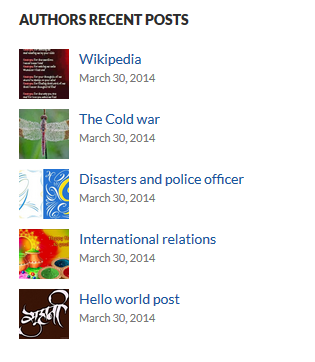 AUTHORS RECENT POSTS
Wikipedia
March 30, 2014
The Cold war
March 30, 2014
Disasters and police officer
March 30, 2014
International relations
March 30, 2014
Hello world post
March 30, 2014